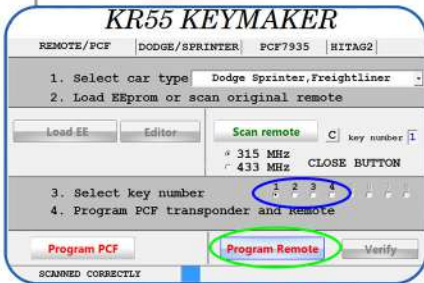 KR55 KEYMAKER
REMOTE/PCF DODGE/SPRINTER PCF7935 HITAG2
1. Select car type Dodge Sprinter,Freightliner
2. Load EEprom or scan original remote
Load EE Editor Scan remote C key number 1
315 MHz
433 MHz CLOSE BUTTON
1 2 3 4
3. Select key number
4. Program PCF transponder and Remote
Program PCF Program Remote Verify
SCANNED CORRECTLY